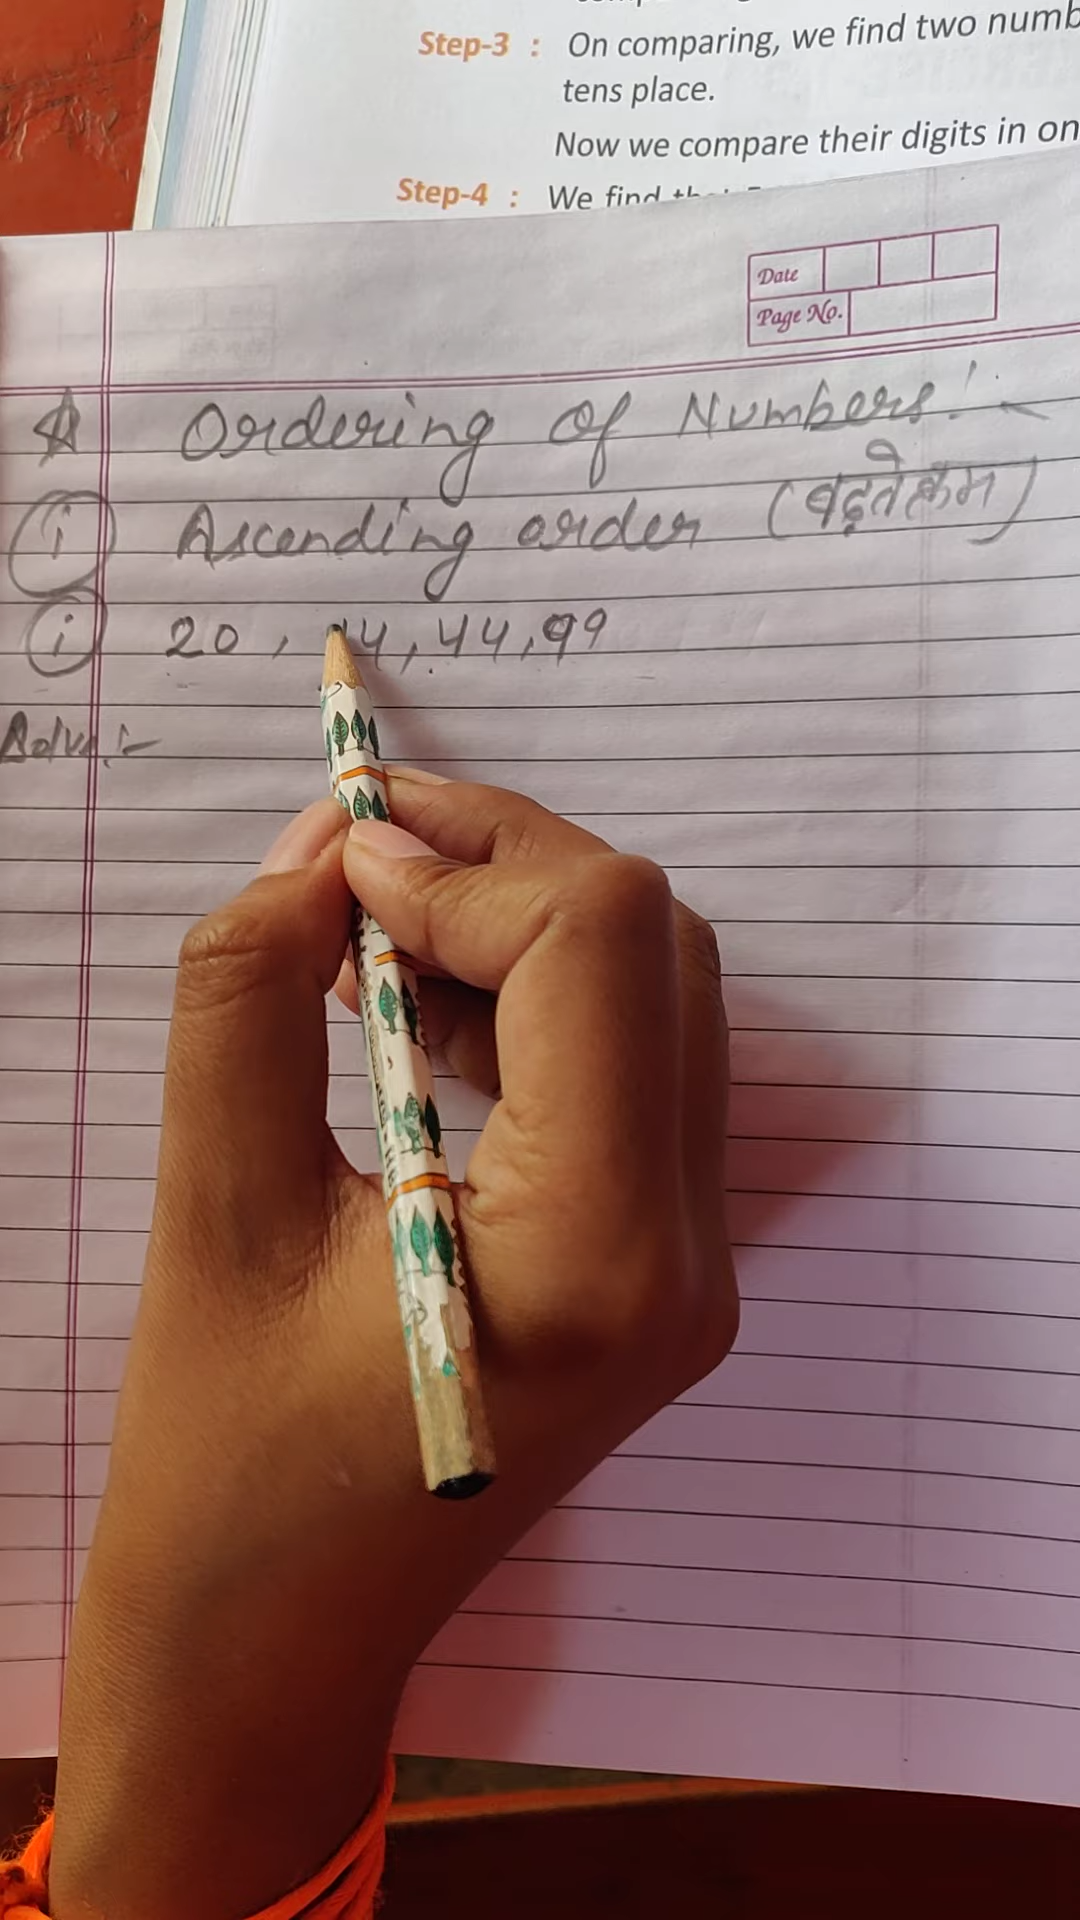 Step-3 : On comparing, we find two numb
tens place.
Now we compare their digits in on
Step-4 : We find
Date
Page No.
Ordering of Numbers :-
(i) Ascending order (बढ़ते क्रम)
(i) 20, 44, 99
Solve :-